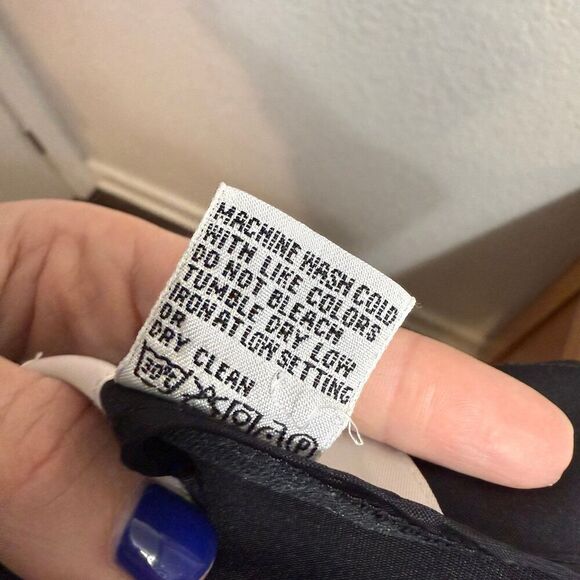 MACHINE WASH COLD
WITH LIKE COLORS
DO NOT BLEACH
TUMBLE DRY LOW
IRON AT LOW SETTING
OR
DRY CLEAN
30°
P